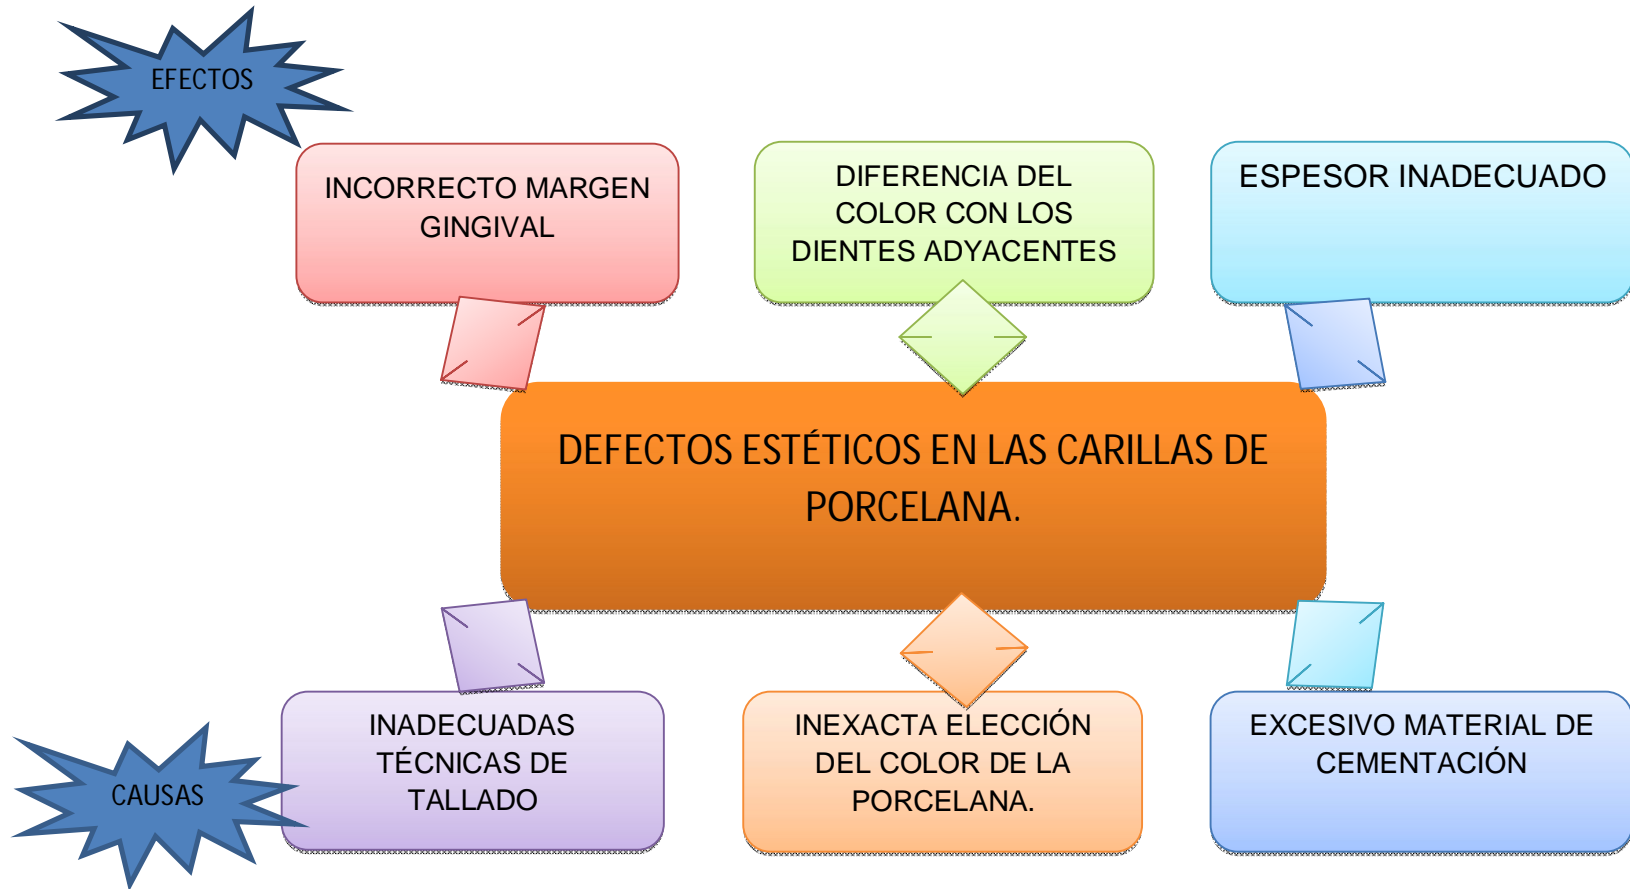 EFECTOS
INCORRECTO MARGEN
GINGIVAL
DIFERENCIA DEL
COLOR CON LOS
DIENTES ADYACENTES
ESPESOR INADECUADO
DEFECTOS ESTÉTICOS EN LAS CARILLAS DE
PORCELANA.
CAUSAS
INADECUADAS
TÉCNICAS DE
TALLADO
INEXACTA ELECCIÓN
DEL COLOR DE LA
PORCELANA.
EXCESIVO MATERIAL DE
CEMENTACIÓN